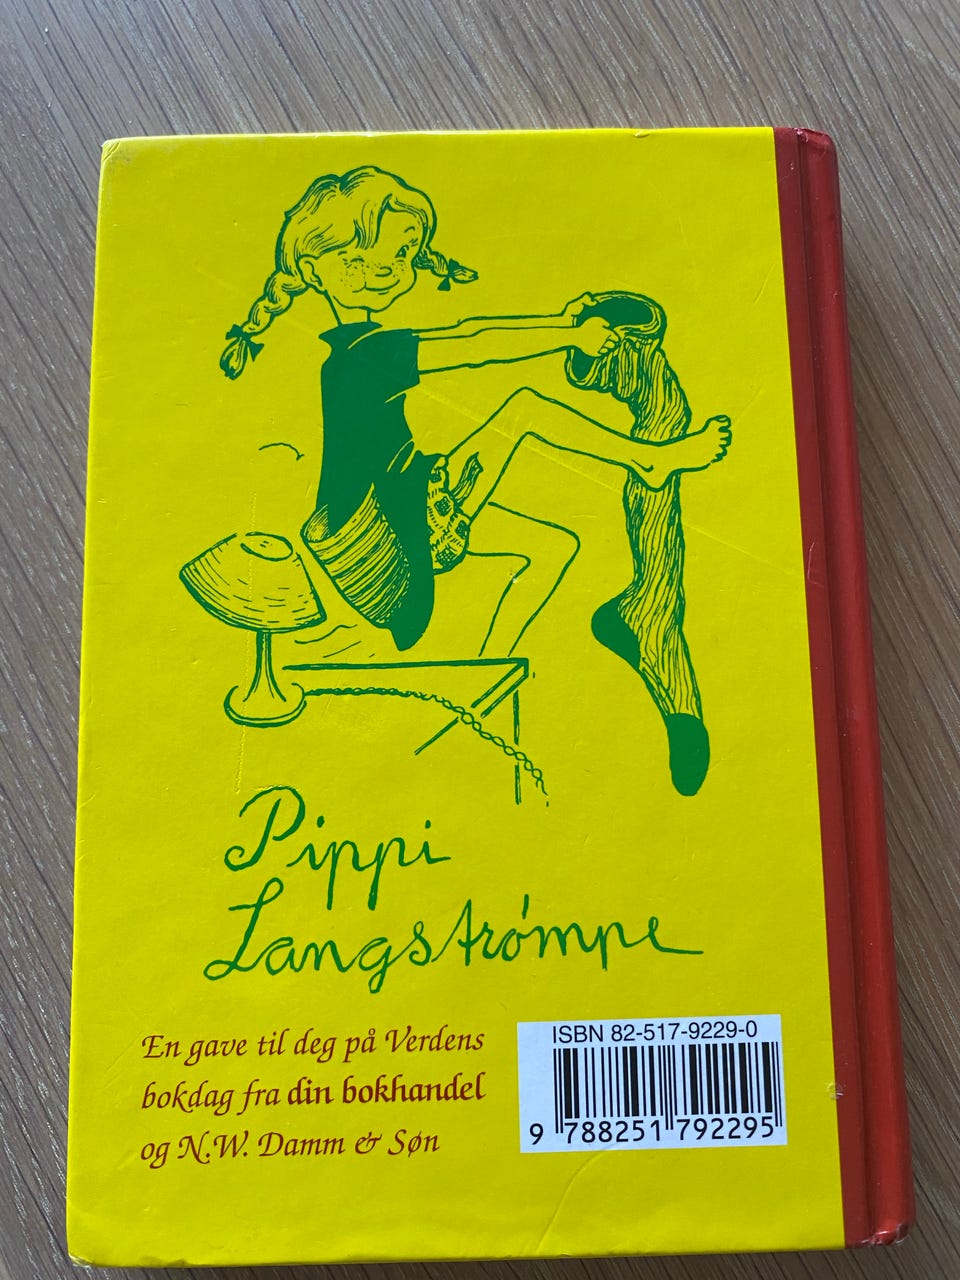 Pippi
Langstrømpe
En gave til deg på Verdens
bokdag fra din bokhandel
og N.W. Damm & Søn
ISBN 82-517-9229-0
9 788251 792295